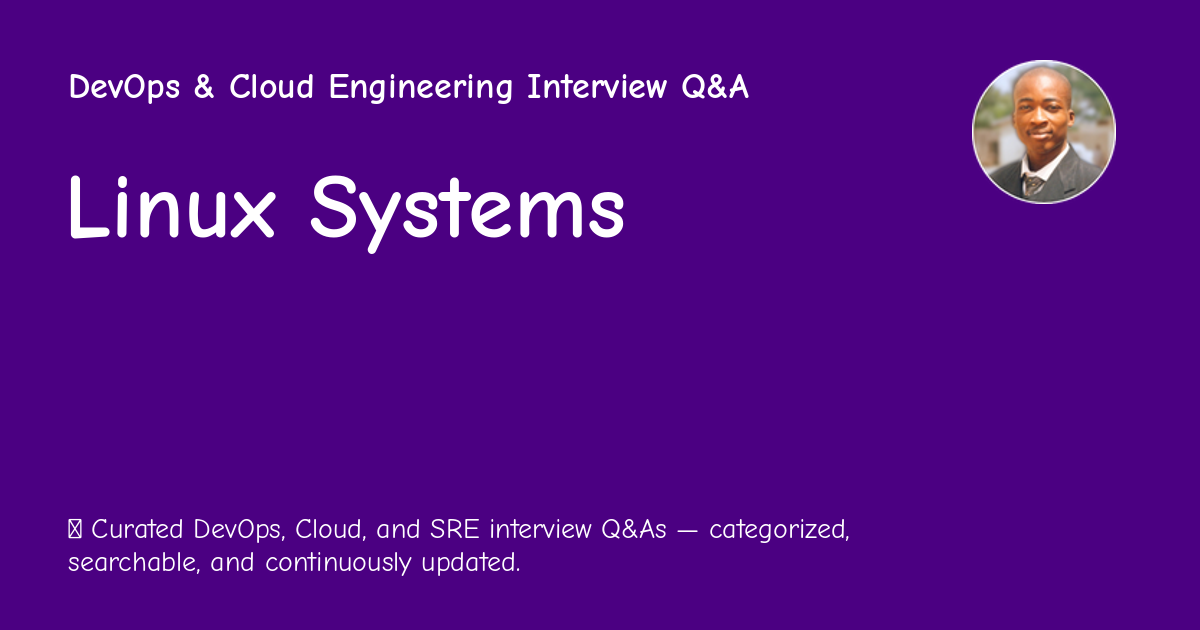 DevOps & Cloud Engineering Interview Q&A
Linux Systems
Curated DevOps, Cloud, and SRE interview Q&As — categorized,
searchable, and continuously updated.